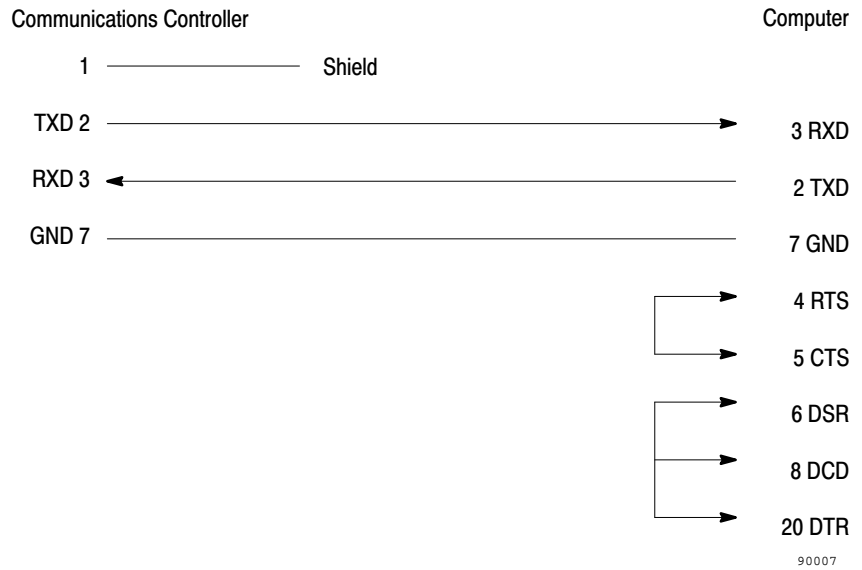 Communications Controller Computer
1 Shield
TXD 2 3 RXD
RXD 3 2 TXD
GND 7 7 GND
4 RTS
5 CTS
6 DSR
8 DCD
20 DTR
90007